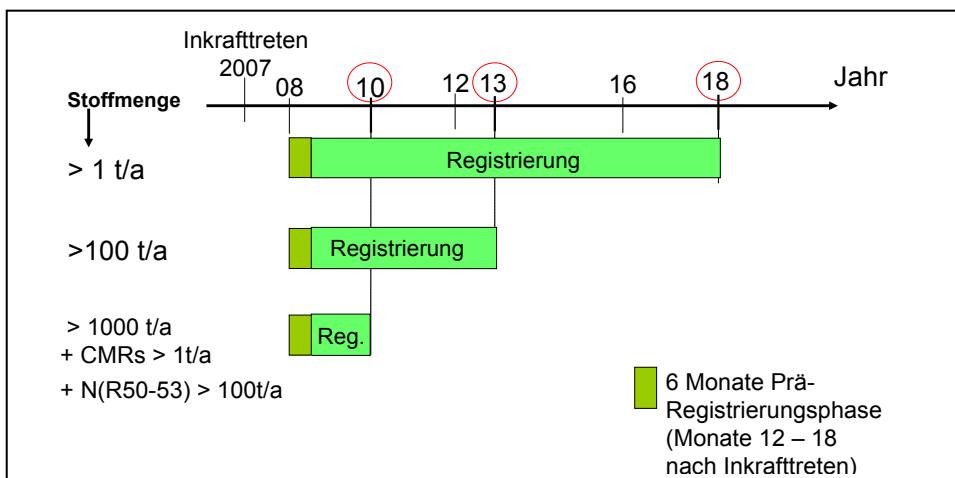 Inkrafttreten
2007
08
10
12
13
16
18
Jahr
Stoffmenge
> 1 t/a
Registrierung
>100 t/a
Registrierung
> 1000 t/a
+ CMRs > 1t/a
+ N(R50-53) > 100t/a
Reg.
6 Monate Prä-
Registrierungsphase
(Monate 12 – 18
nach Inkrafttreten)